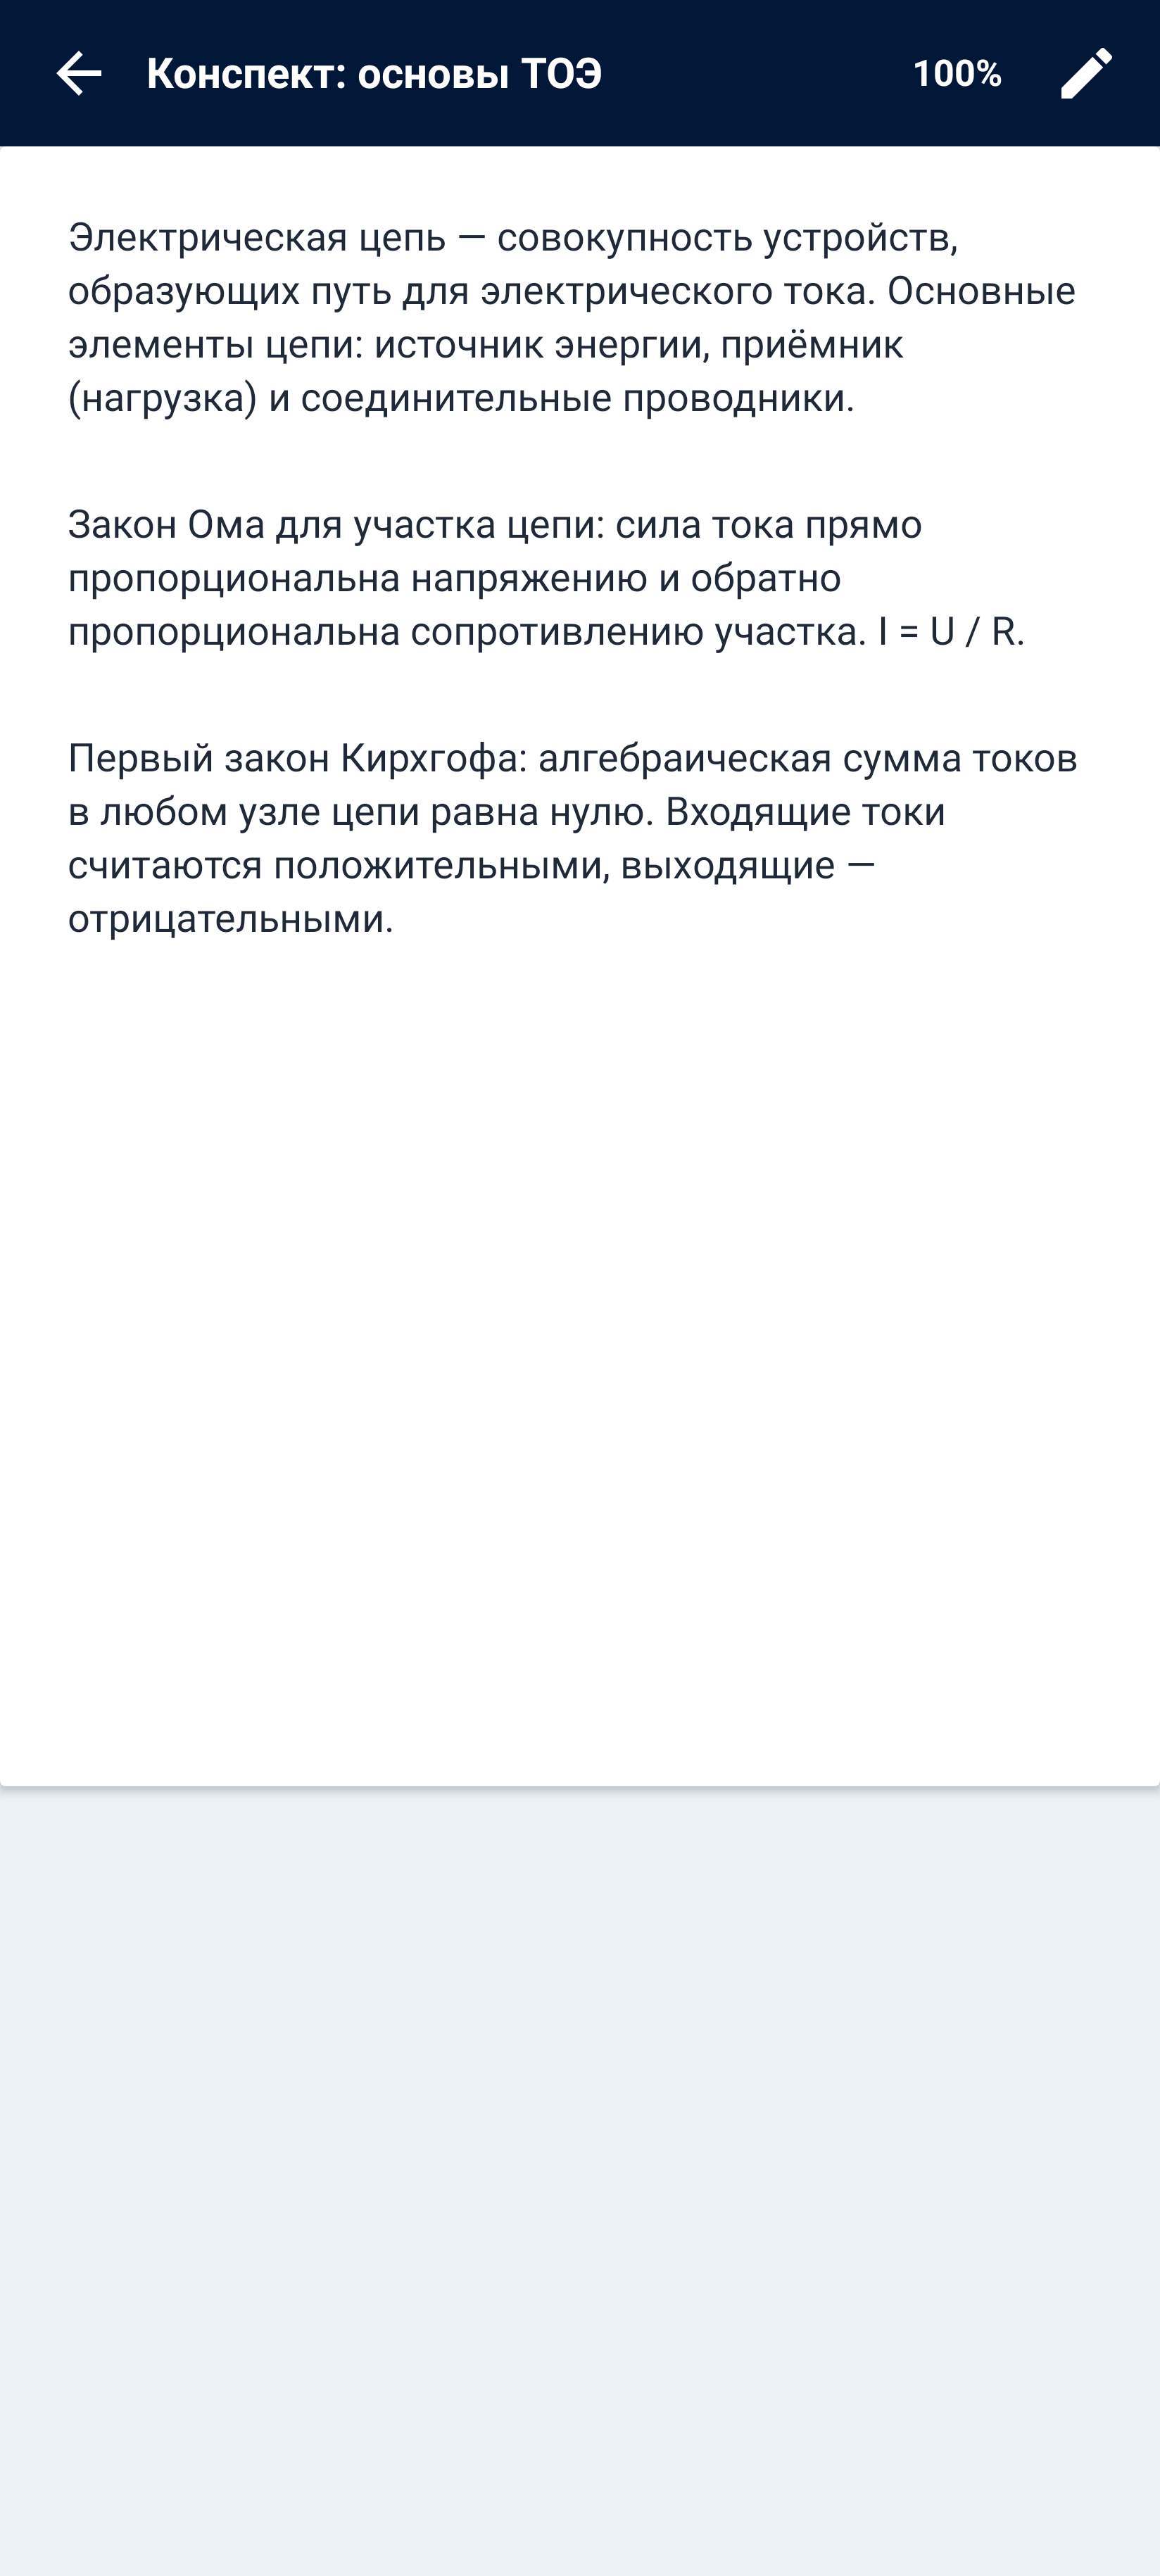 Конспект: основы ТОЭ
100%
Электрическая цепь — совокупность устройств,
образующих путь для электрического тока. Основные
элементы цепи: источник энергии, приёмник
(нагрузка) и соединительные проводники.
Закон Ома для участка цепи: сила тока прямо
пропорциональна напряжению и обратно
пропорциональна сопротивлению участка. I = U / R.
Первый закон Кирхгофа: алгебраическая сумма токов
в любом узле цепи равна нулю. Входящие токи
считаются положительными, выходящие —
отрицательными.